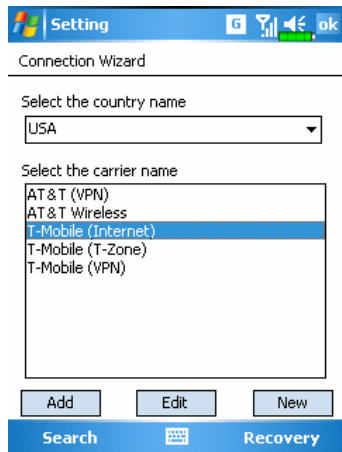 Setting G ok
Connection Wizard
Select the country name
USA
Select the carrier name
AT&T (VPN)
AT&T Wireless
T-Mobile (Internet)
T-Mobile (T-Zone)
T-Mobile (VPN)
Add Edit New
Search Recovery